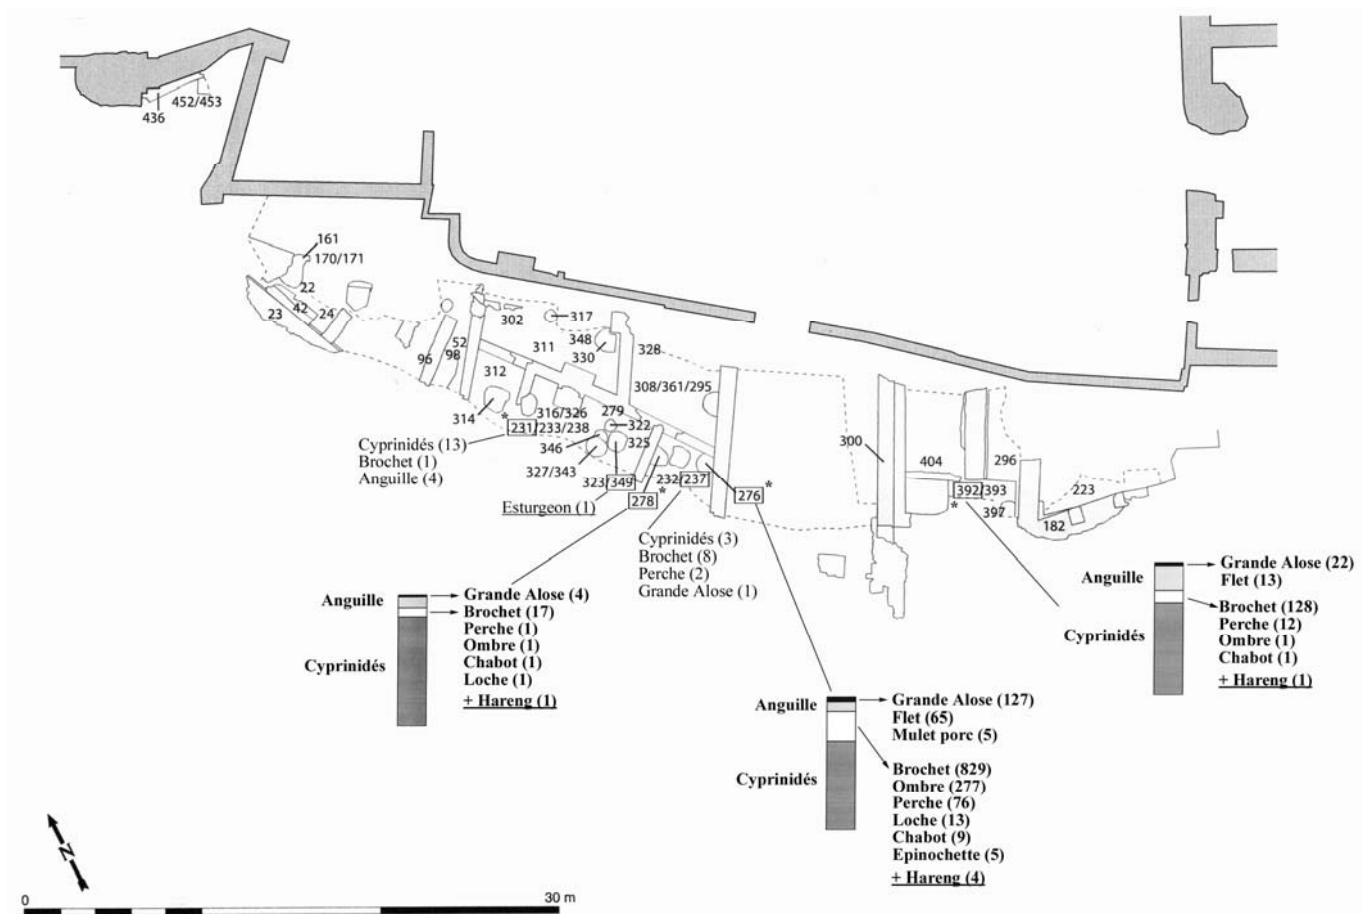 452/453
436
161
170/171
22
42
23
24
302
317
348
330
311
328
52
96
98
312
308/361/295
314
316/326
279
322
*
231/233/238
346
325
327/343
323/349
232/237
278
*
276
*
300
404
296
392/393
*
397
223
182
Cyprinidés (13)
Brochet (1)
Anguille (4)
Esturgeon (1)
Cyprinidés (3)
Brochet (8)
Perche (2)
Grande Alose (1)
Anguille
Cyprinidés
Grande Alose (4)
Brochet (17)
Perche (1)
Ombre (1)
Chabot (1)
Loche (1)
+ Hareng (1)
Anguille
Cyprinidés
Grande Alose (127)
Flet (65)
Mulet porc (5)
Brochet (829)
Ombre (277)
Perche (76)
Loche (13)
Chabot (9)
Epinochette (5)
+ Hareng (4)
Anguille
Cyprinidés
Grande Alose (22)
Flet (13)
Brochet (128)
Perche (12)
Ombre (1)
Chabot (1)
+ Hareng (1)
N
0
30 m